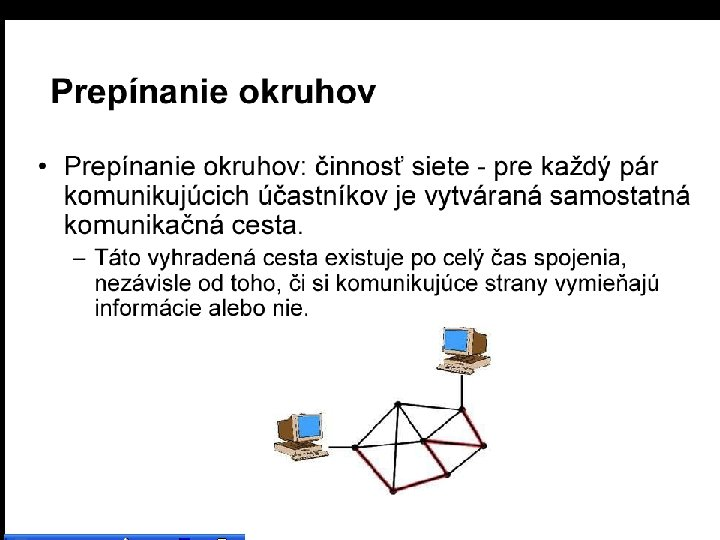 Prepínanie okruhov
• Prepínanie okruhov: činnosť siete - pre každý pár
komunikujúcich účastníkov je vytváraná samostatná
komunikačná cesta.
– Táto vyhradená cesta existuje po celý čas spojenia,
nezávisle od toho, či si komunikujúce strany vymieňajú
informácie alebo nie.